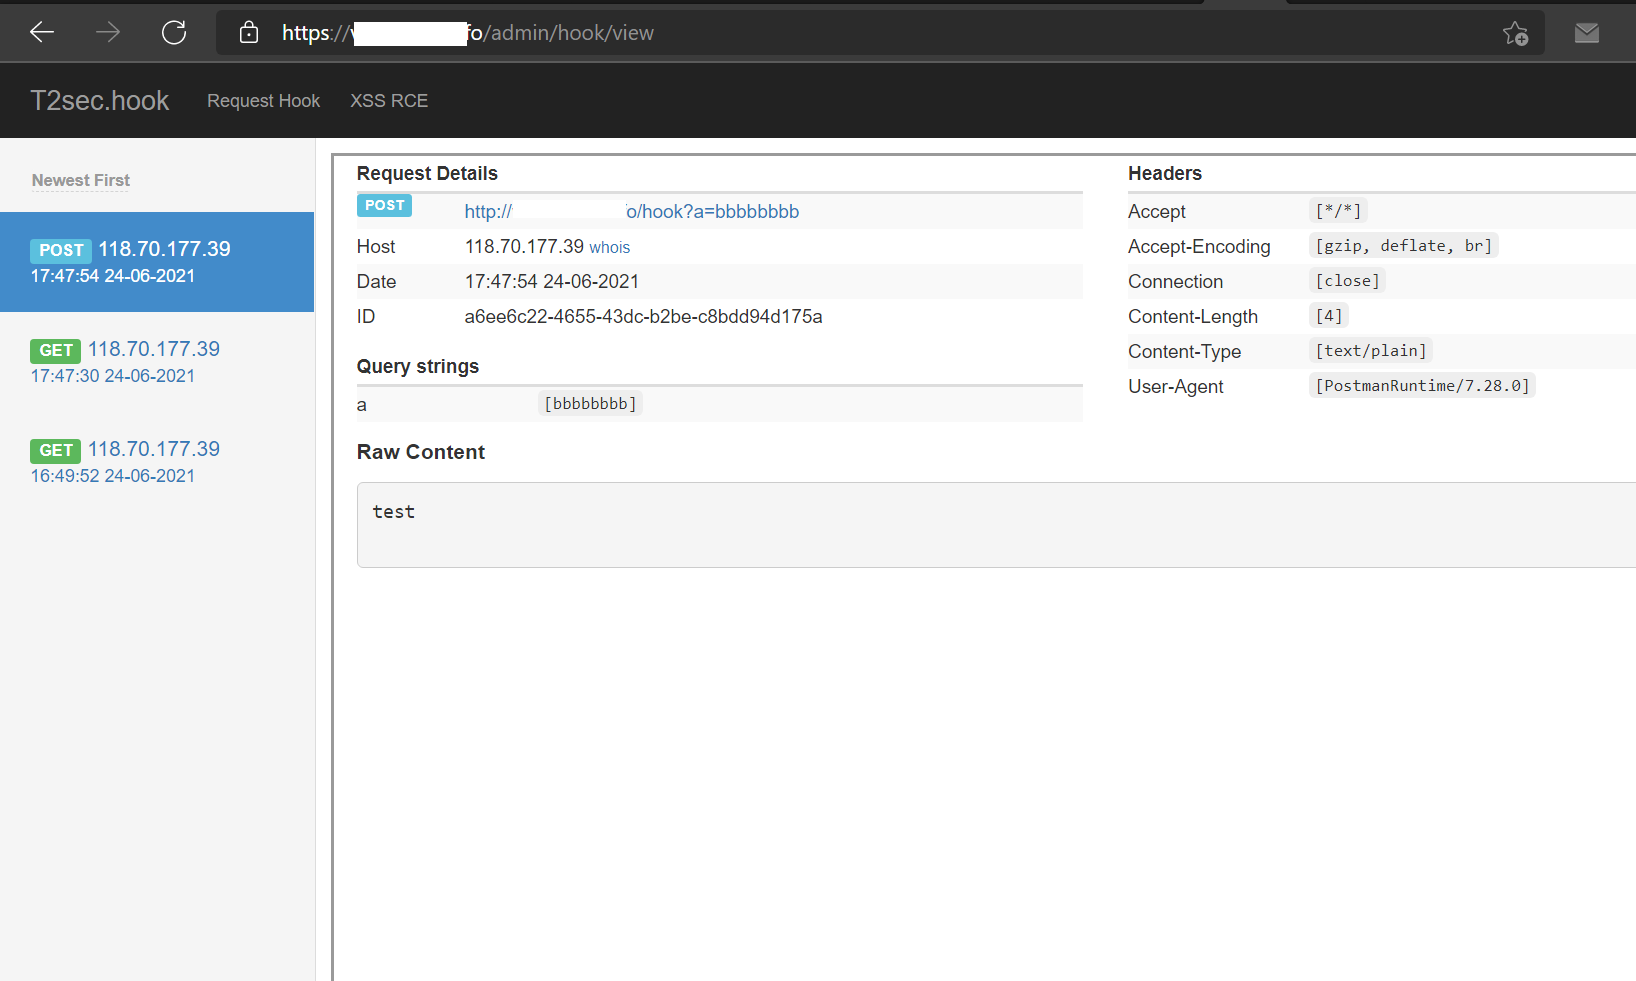 https://v fo/admin/hook/view
T2sec.hook Request Hook XSS RCE
Newest First
POST 118.70.177.39
17:47:54 24-06-2021
GET 118.70.177.39
17:47:30 24-06-2021
GET 118.70.177.39
16:49:52 24-06-2021
Request Details
POST http:// o/hook?a=bbbbbbbb
Host 118.70.177.39 whois
Date 17:47:54 24-06-2021
ID a6ee6c22-4655-43dc-b2be-c8bdd94d175a
Query strings
a [bbbbbbbb]
Headers
Accept [*/*]
Accept-Encoding [gzip, deflate, br]
Connection [close]
Content-Length [4]
Content-Type [text/plain]
User-Agent [PostmanRuntime/7.28.0]
Raw Content
test